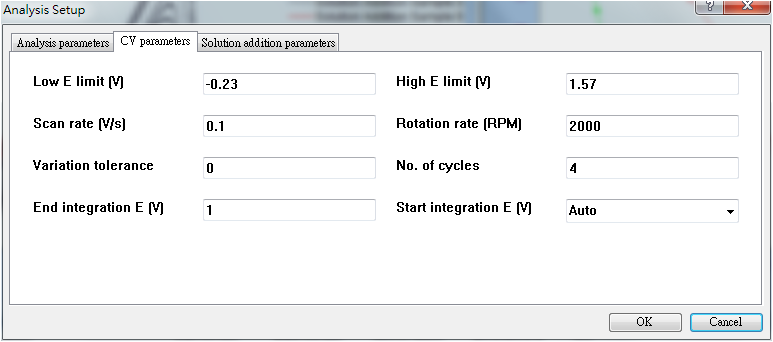 Analysis Setup
Analysis parameters CV parameters Solution addition parameters
Low E limit (V) -0.23 High E limit (V) 1.57
Scan rate (V/s) 0.1 Rotation rate (RPM) 2000
Variation tolerance 0 No. of cycles 4
End integration E (V) 1 Start integration E (V) Auto
OK Cancel